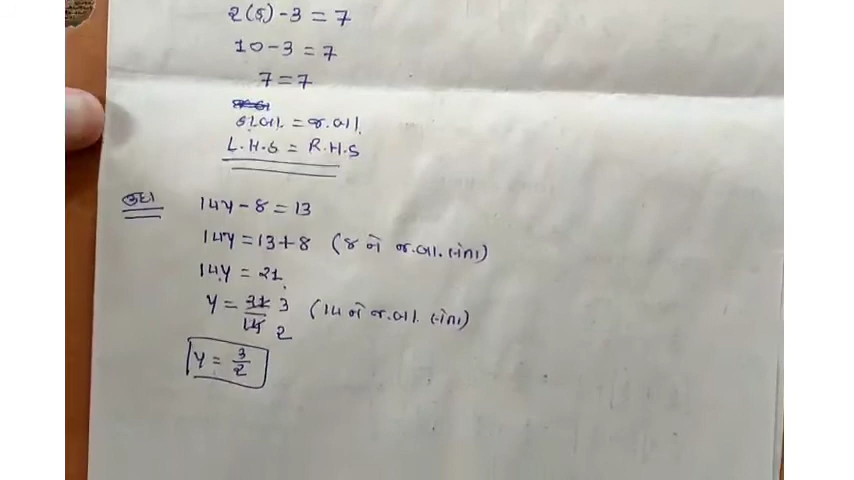 2(5) - 3 = 7
10 - 3 = 7
7 = 7
ડા.બા. = જ.બા.
L.H.S = R.H.S
ઉદા
14y - 8 = 13
14y = 13 + 8 (8 ને જ.બા. લેતા)
14y = 21
y = 21 3 (14 ને જ.બા. લેતા)
14 2
y = 3/2